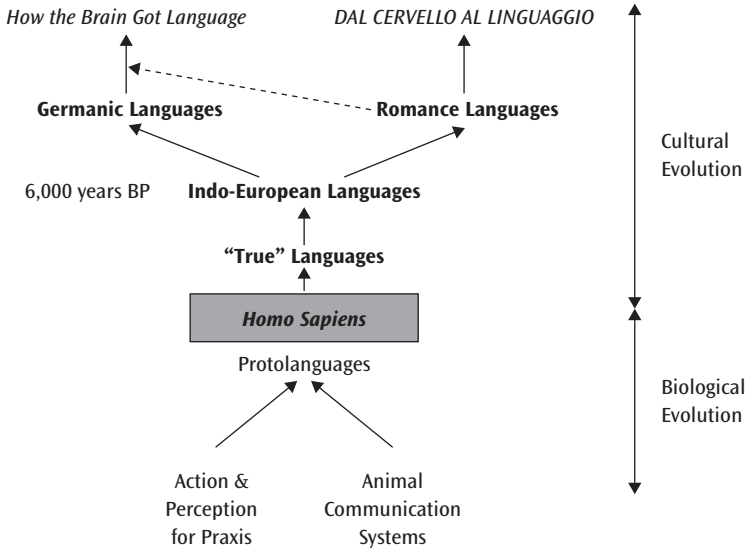 How the Brain Got Language
DAL CERVELLO AL LINGUAGGIO
Germanic Languages
Romance Languages
Cultural
Evolution
6,000 years BP
Indo-European Languages
“True” Languages
Homo Sapiens
Protolanguages
Biological
Evolution
Action &
Perception
for Praxis
Animal
Communication
Systems